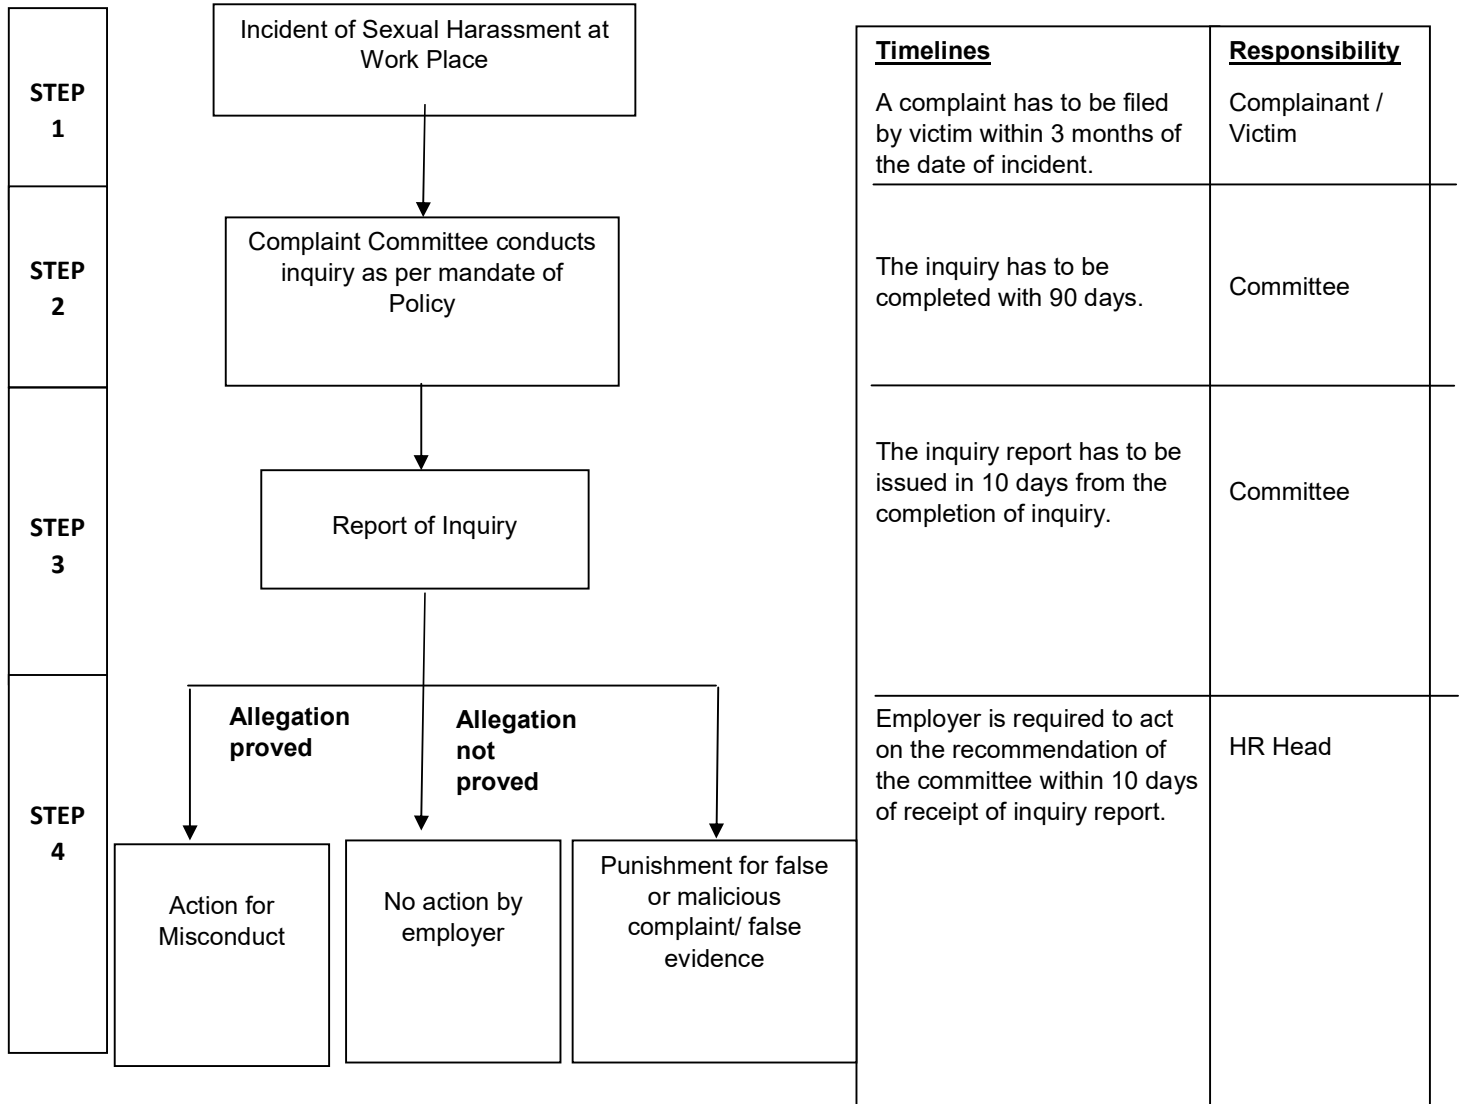 STEP
1
Incident of Sexual Harassment at
Work Place
Timelines
A complaint has to be filed
by victim within 3 months of
the date of incident.
Responsibility
Complainant /
Victim
STEP
2
Complaint Committee conducts
inquiry as per mandate of
Policy
The inquiry has to be
completed with 90 days.
Committee
STEP
3
Report of Inquiry
The inquiry report has to be
issued in 10 days from the
completion of inquiry.
Committee
STEP
4
Allegation
proved
Allegation
not
proved
Action for
Misconduct
No action by
employer
Punishment for false
or malicious
complaint/ false
evidence
Employer is required to act
on the recommendation of
the committee within 10 days
of receipt of inquiry report.
HR Head